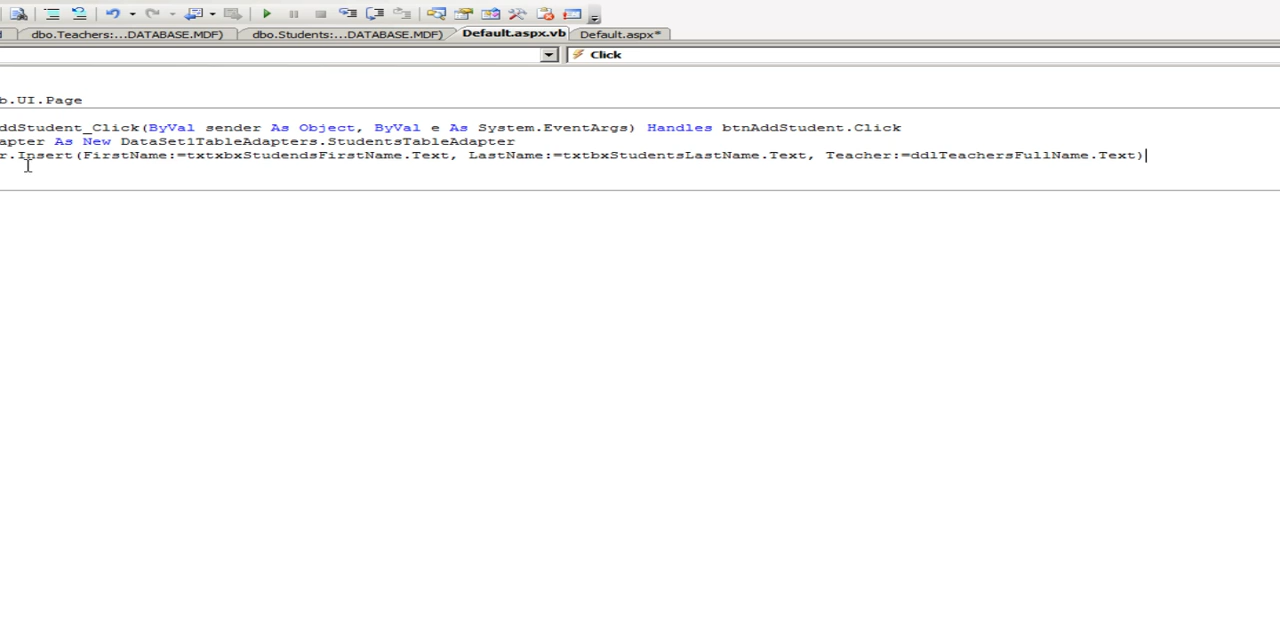 dbo.Teachers:...DATABASE.MDF) dbo.Students:...DATABASE.MDF) Default.aspx.vb Default.aspx*
Click
b.UI.Page
ddStudent_Click(ByVal sender As Object, ByVal e As System.EventArgs) Handles btnAddStudent.Click
apter As New DataSet1TableAdapters.StudentsTableAdapter
r.Insert(FirstName:=txtxbxStudendsFirstName.Text, LastName:=txtbxStudentsLastName.Text, Teacher:=ddlTeachersFullName.Text)